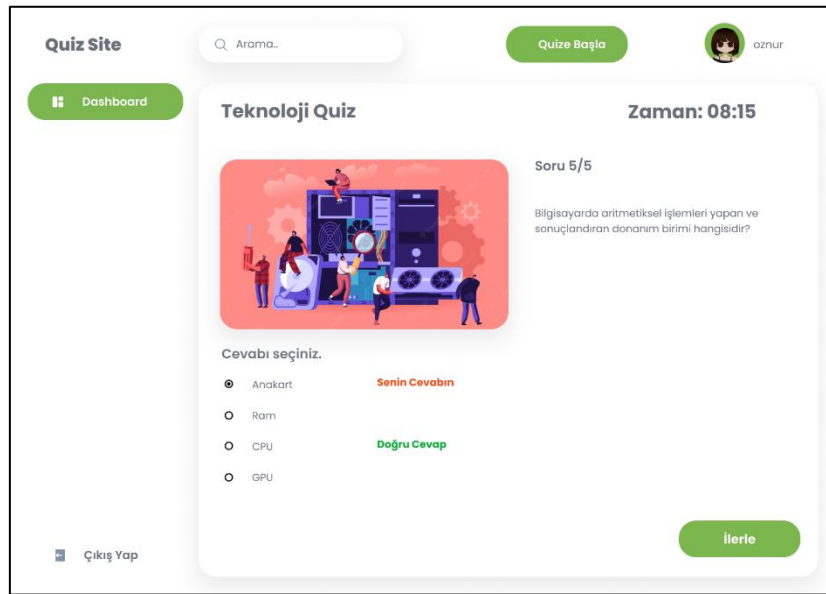 Quiz Site
Arama..
Quize Başla
oznur
Dashboard
Teknoloji Quiz
Zaman: 08:15
Soru 5/5
Bilgisayarda aritmetiksel işlemleri yapan ve
sonuçlandıran donanım birimi hangisidir?
Cevabı seçiniz.
Anakart
Senin Cevabın
Ram
CPU
Doğru Cevap
GPU
İlerle
Çıkış Yap